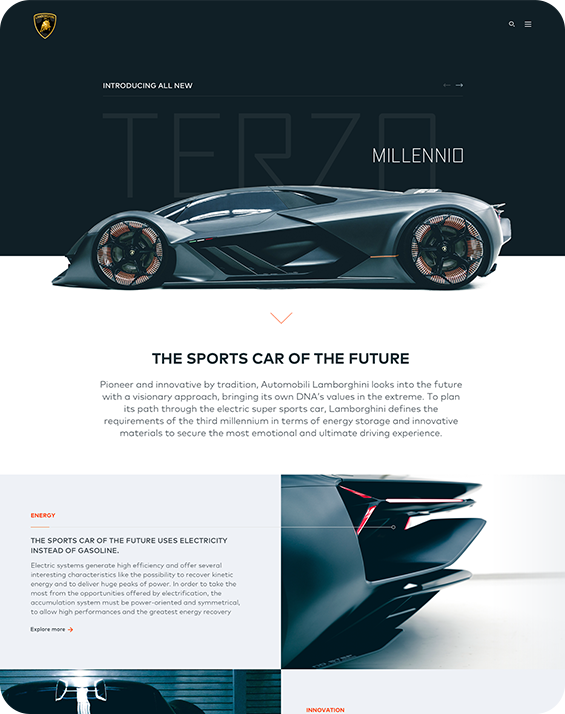 INTRODUCING ALL NEW
TERZO
MILLENNIO
THE SPORTS CAR OF THE FUTURE
Pioneer and innovative by tradition, Automobili Lamborghini looks into the future
with a visionary approach, bringing its own DNA's values in the extreme. To plan
its path through the electric super sports car, Lamborghini defines the
requirements of the third millennium in terms of energy storage and innovative
materials to secure the most emotional and ultimate driving experience.
ENERGY
THE SPORTS CAR OF THE FUTURE USES ELECTRICITY
INSTEAD OF GASOLINE.
Electric systems generate high efficiency and offer several
interesting characteristics like the possibility to recover kinetic
energy and to deliver huge peaks of power. In order to take the
most from the opportunities offered by electrification, the
accumulation system must be power-oriented and symmetrical,
to allow high performances and the greatest energy recovery
Explore more
INNOVATION